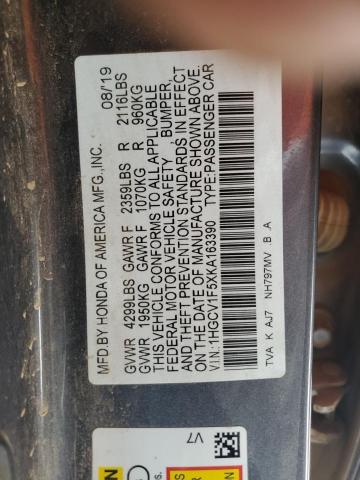 MFD.BY HONDA OF AMERICA MFG.,INC. 08/'19
GVWR 4299LBS GAWR F 2359LBS R 2116LBS
GVWR 1950KG GAWR F 1070KG R 960KG
THIS VEHICLE CONFORMS TO ALL APPLICABLE
FEDERAL MOTOR VEHICLE SAFETY BUMPER,
AND THEFT PREVENTION STANDARDS IN EFFECT
ON THE DATE OF MANUFACTURE SHOWN ABOVE.
V.I.N.:1HGCV1F5XKA163390 TYPE:PASSENGER CAR
TVA K AJ7 NH797MV B A
V7